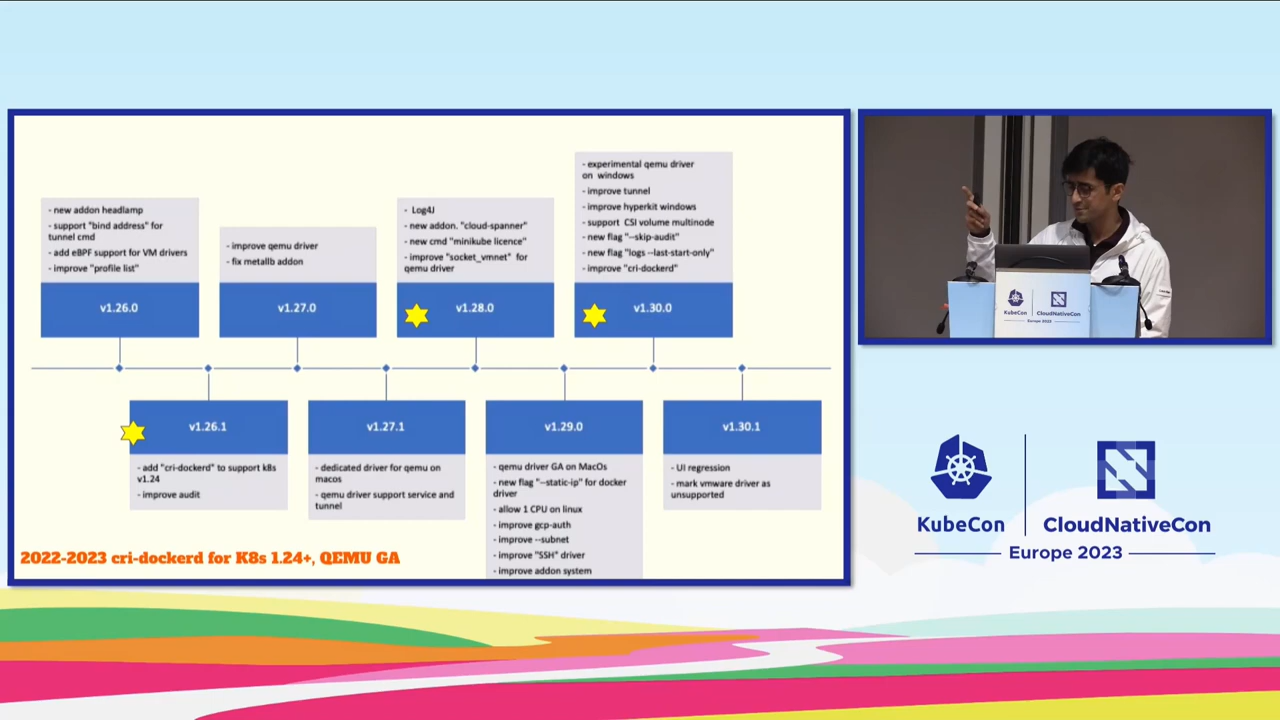 - new addon headlamp
- support "bind address" for
tunnel cmd
- add eBPF support for VM drivers
- improve "profile list"
v1.26.0
- improve qemu driver
- fix metallb addon
v1.27.0
- Log4J
- new addon. "cloud-spanner"
- new cmd "minikube licence"
- improve "socket_vmnet" for
qemu driver
v1.28.0
- experimental qemu driver
on windows
- improve tunnel
- improve hyperkit windows
- support CSI volume multinode
- new flag "--skip-audit"
- new flag "logs --last-start-only"
- improve "cri-dockerd"
v1.30.0
v1.26.1
- add "cri-dockerd" to support k8s
v1.24
- improve audit
v1.27.1
- dedicated driver for qemu on
macos
- qemu driver support service and
tunnel
v1.29.0
- qemu driver GA on MacOs
- new flag "--static-ip" for docker
driver
- allow 1 CPU on linux
- improve gcp-auth
- improve --subnet
- improve "SSH" driver
- improve addon system
v1.30.1
- UI regression
- mark vmware driver as
unsupported
2022-2023 cri-dockerd for K8s 1.24+, QEMU GA
KubeCon
CloudNativeCon
Europe 2023
KubeCon
CloudNativeCon
Europe 2023